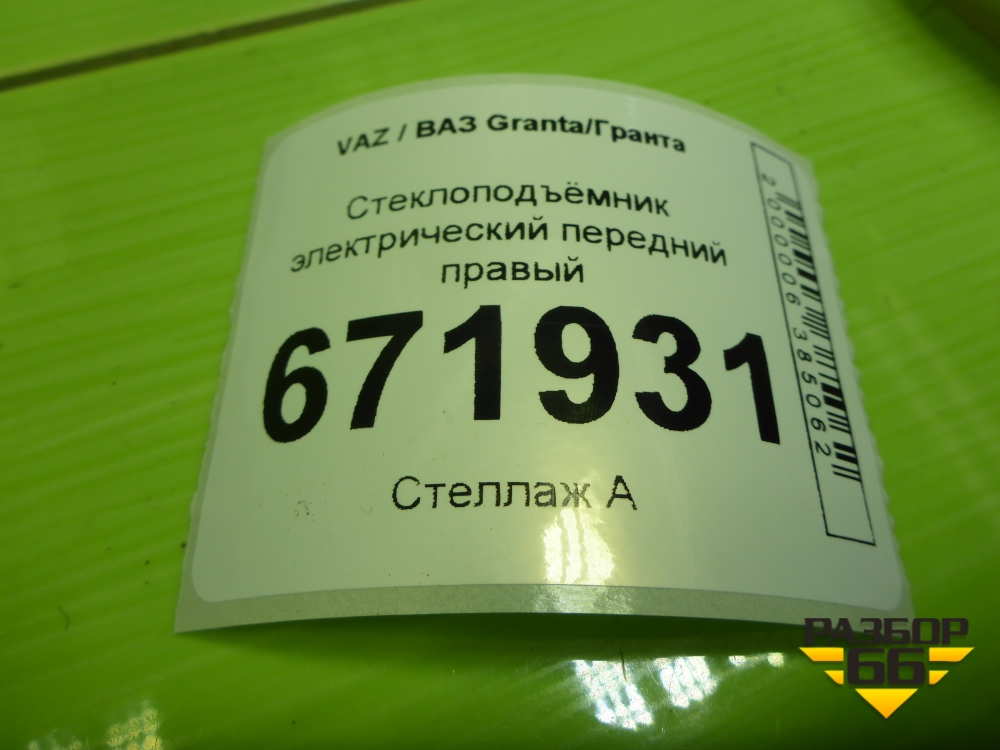 VAZ / ВАЗ Granta/Гранта
Стеклоподъёмник
электрический передний
правый
671931
Стеллаж А
2000006385062
РАЗБОР
66